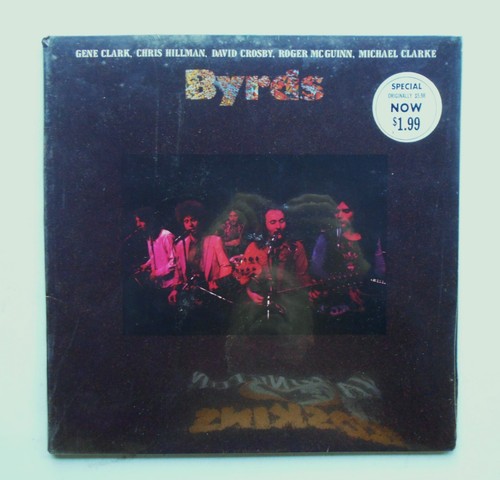 GENE CLARK, CHRIS HILLMAN, DAVID CROSBY, ROGER MCGUINN, MICHAEL CLARKE
Byrds
SPECIAL
NOW
$1.99